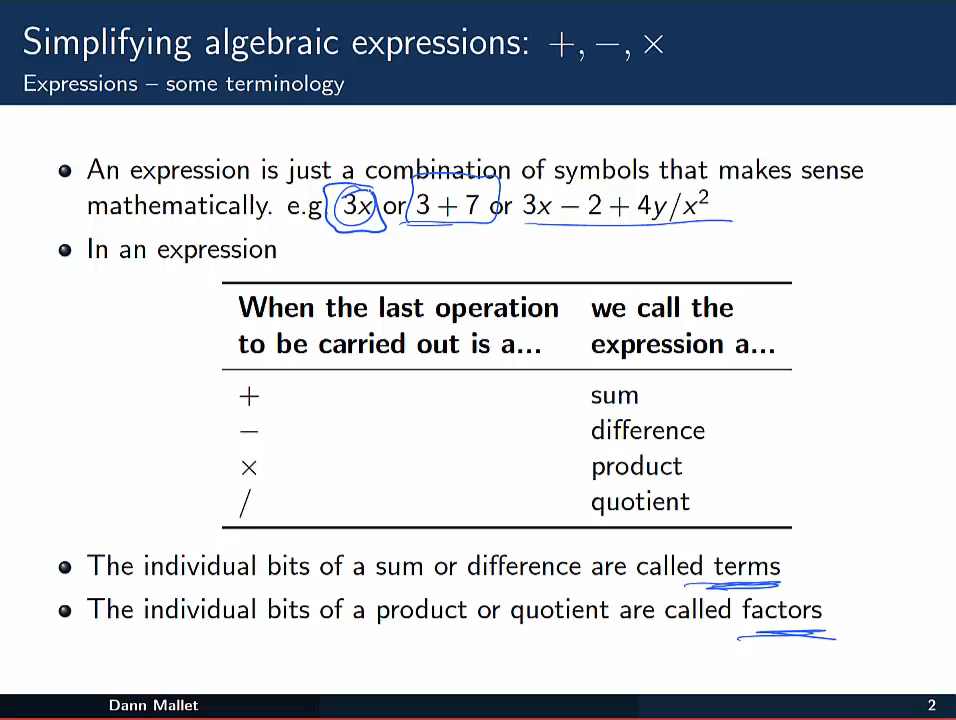 Simplifying algebraic expressions: +, −, ×
Expressions – some terminology
An expression is just a combination of symbols that makes sense
mathematically. e.g 3x or 3 + 7 or 3x − 2 + 4y/x²
In an expression
When the last operation we call the
to be carried out is a... expression a...
+ sum
− difference
× product
/ quotient
The individual bits of a sum or difference are called terms
The individual bits of a product or quotient are called factors
Dann Mallet 2